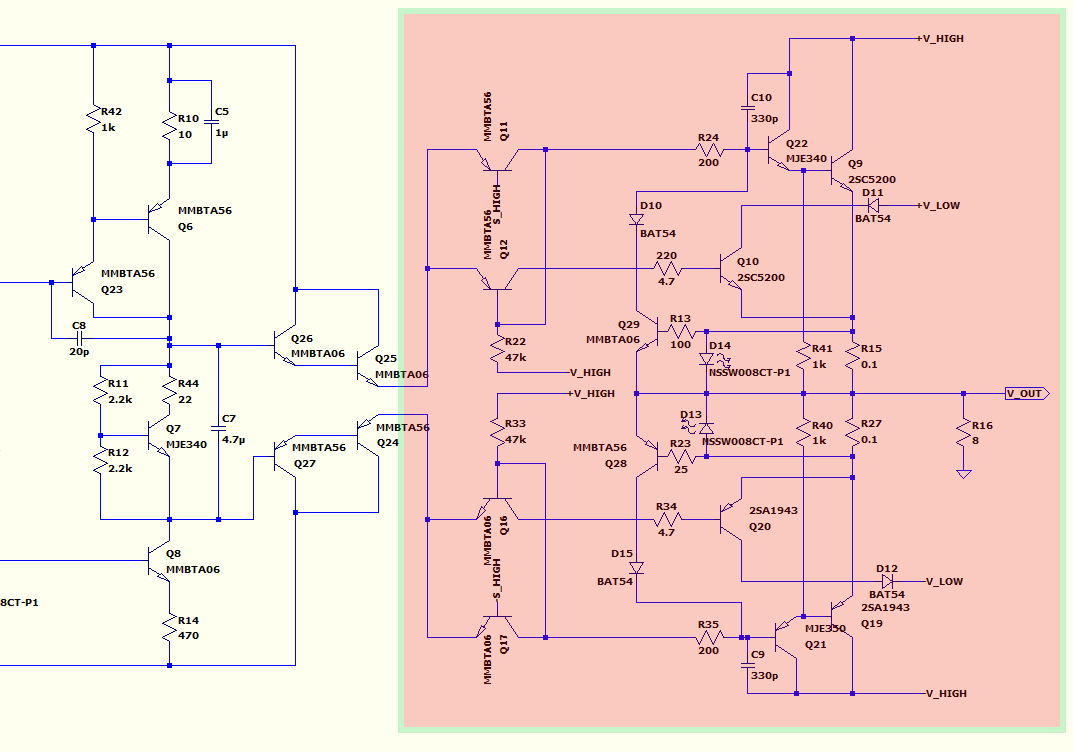 +V_HIGH
R42
1k
R10
10
C5
1µ
MMBTA56
Q11
C10
330p
R24
200
Q22
MJE340
Q9
2SC5200
D11
BAT54
+V_LOW
MMBTA56
Q6
S_HIGH
MMBTA56
Q12
D10
BAT54
220
4.7
Q10
2SC5200
MMBTA56
Q23
C8
20p
Q26
MMBTA06
Q25
MMBTA06
R22
47k
-V_HIGH
Q29
MMBTA06
R13
100
D14
NSSW008CT-P1
R41
1k
R15
0.1
R11
2.2k
R44
22
+V_HIGH
V_OUT
C7
4.7µ
Q7
MJE340
R12
2.2k
MMBTA56
Q27
MMBTA56
Q24
R33
47k
MMBTA56
Q28
D13
NSSW008CT-P1
R23
25
R40
1k
R27
0.1
R16
8
MMBTA06
Q16
R34
4.7
2SA1943
Q20
Q8
MMBTA06
-S_HIGH
D15
BAT54
D12
BAT54
-V_LOW
8CT-P1
R14
470
MMBTA06
Q17
R35
200
MJE350
Q21
2SA1943
Q19
C9
330p
-V_HIGH